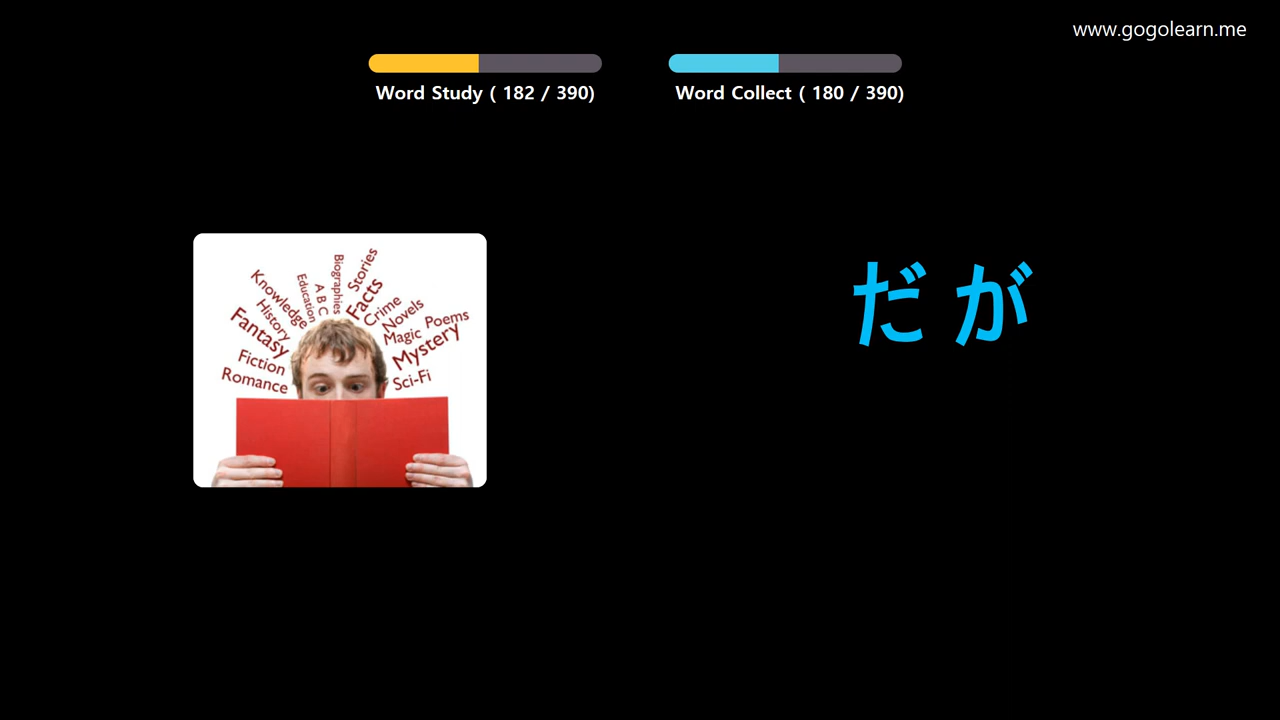 www.gogolearn.me
Word Study ( 182 / 390)
Word Collect ( 180 / 390)
だが
Knowledge
History
Fantasy
Fiction
Romance
Education
A B C
Biographies
Stories
Facts
Crime
Novels
Magic
Poems
Mystery
Sci-Fi